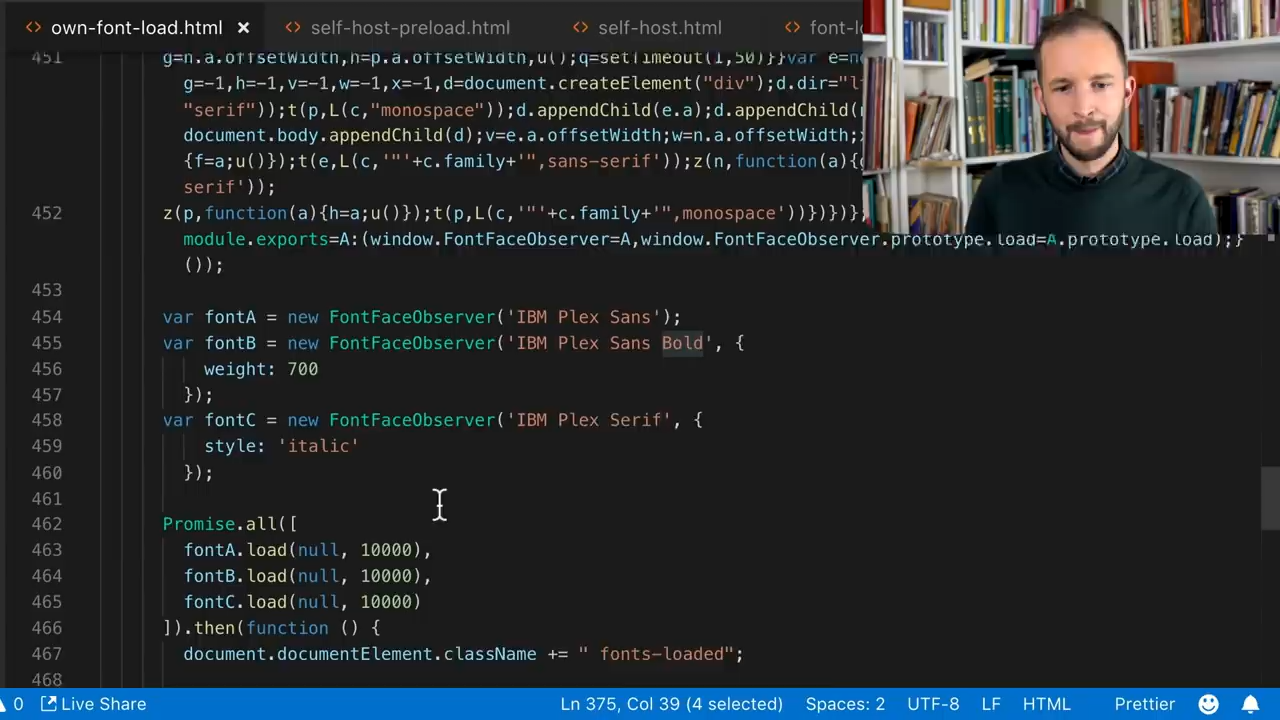 own-font-load.html ×
self-host-preload.html
self-host.html
font-l
451
g=n.a.offsetWidth,h=p.a.offsetWidth,u();q=setTimeout(l,50)}}var e=n
g=-1,h=-1,v=-1,w=-1,x=-1,d=document.createElement("div");d.dir="l
"serif"));t(p,L(c,"monospace"));d.appendChild(e.a);d.appendChild(
document.body.appendChild(d);v=e.a.offsetWidth;w=n.a.offsetWidth;
{f=a;u()});t(e,L(c,'"'+c.family+'",sans-serif'));z(n,function(a){
serif'));
452 z(p,function(a){h=a;u()});t(p,L(c,'"'+c.family+'",monospace'))})})};
module.exports=A:(window.FontFaceObserver=A,window.FontFaceObserver.prototype.load=A.prototype.load);}
());
453
454 var fontA = new FontFaceObserver('IBM Plex Sans');
455 var fontB = new FontFaceObserver('IBM Plex Sans Bold', {
456 weight: 700
457 });
458 var fontC = new FontFaceObserver('IBM Plex Serif', {
459 style: 'italic'
460 });
461
462 Promise.all([
463 fontA.load(null, 10000),
464 fontB.load(null, 10000),
465 fontC.load(null, 10000)
466 ]).then(function () {
467 document.documentElement.className += " fonts-loaded";
468
0 Live Share Ln 375, Col 39 (4 selected) Spaces: 2 UTF-8 LF HTML Prettier